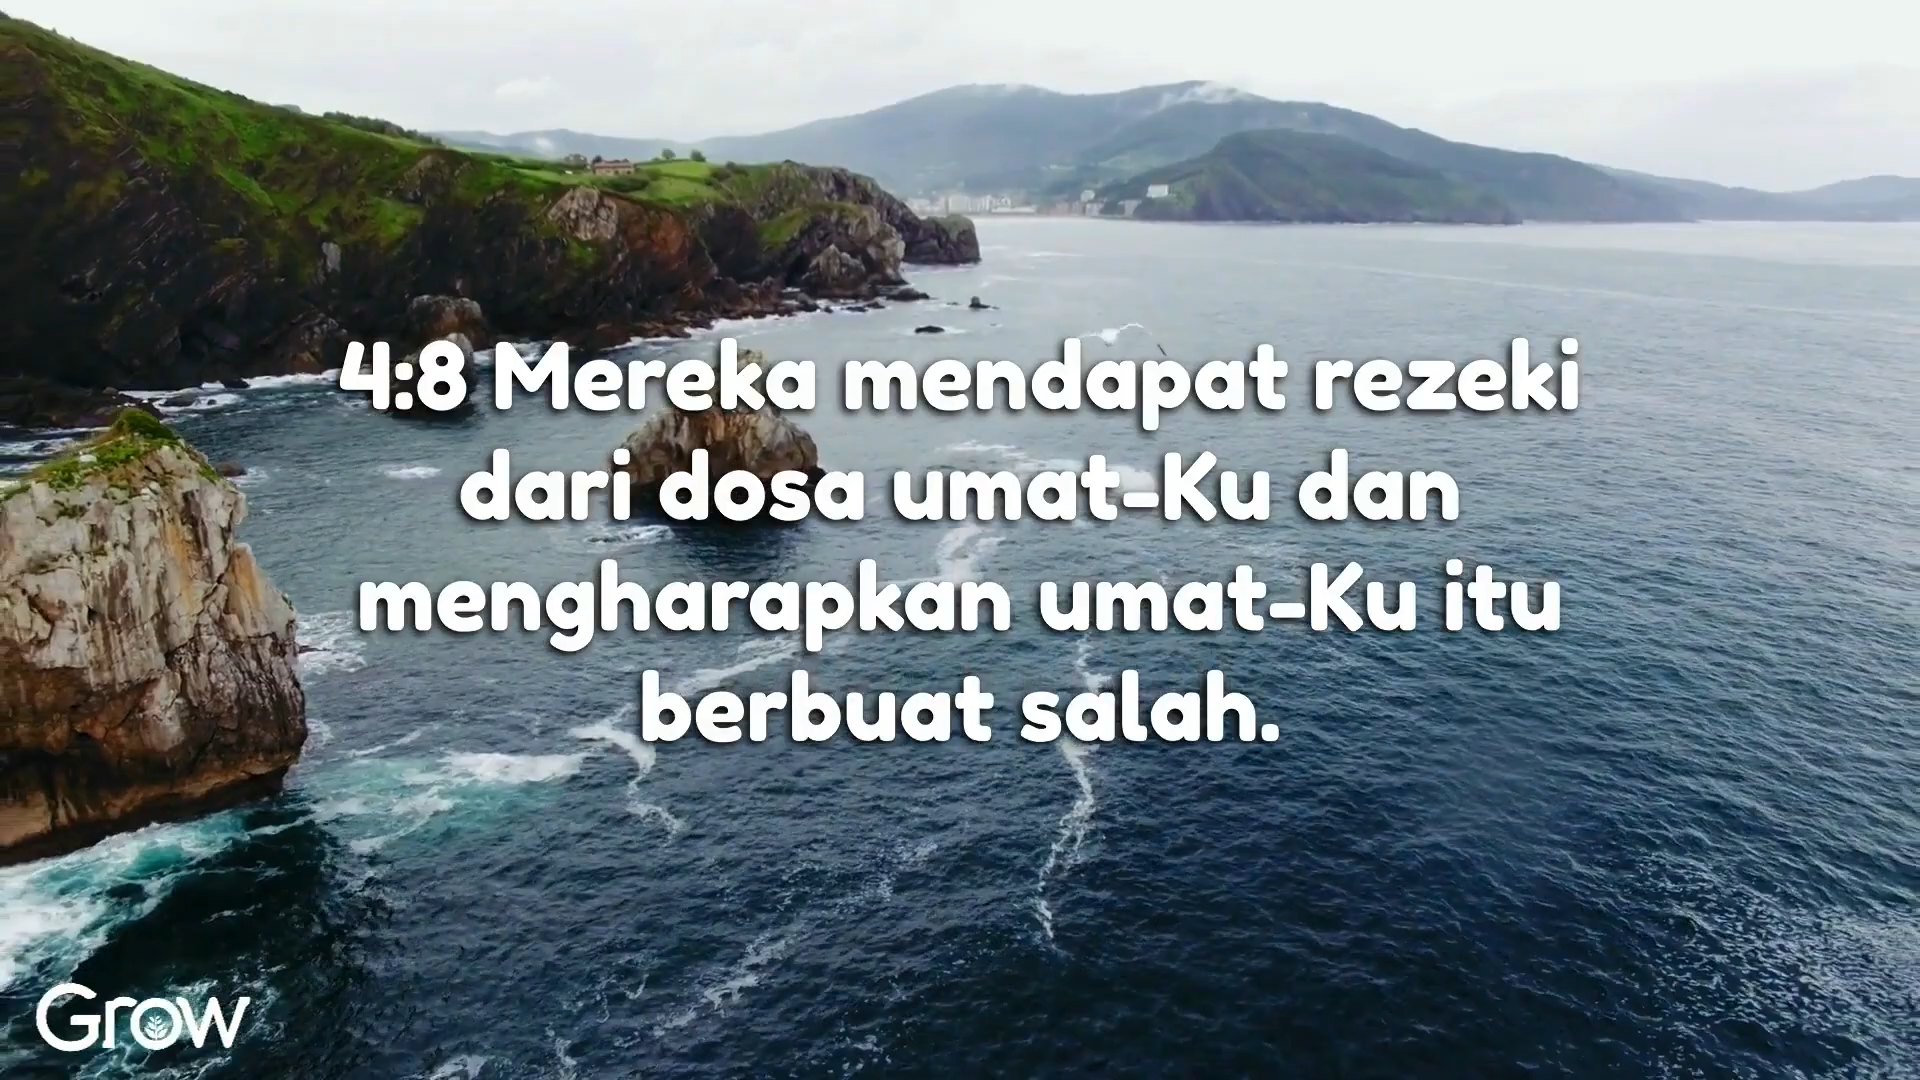 4:8 Mereka mendapat rezeki
dari dosa umat-Ku dan
mengharapkan umat-Ku itu
berbuat salah.
Grow